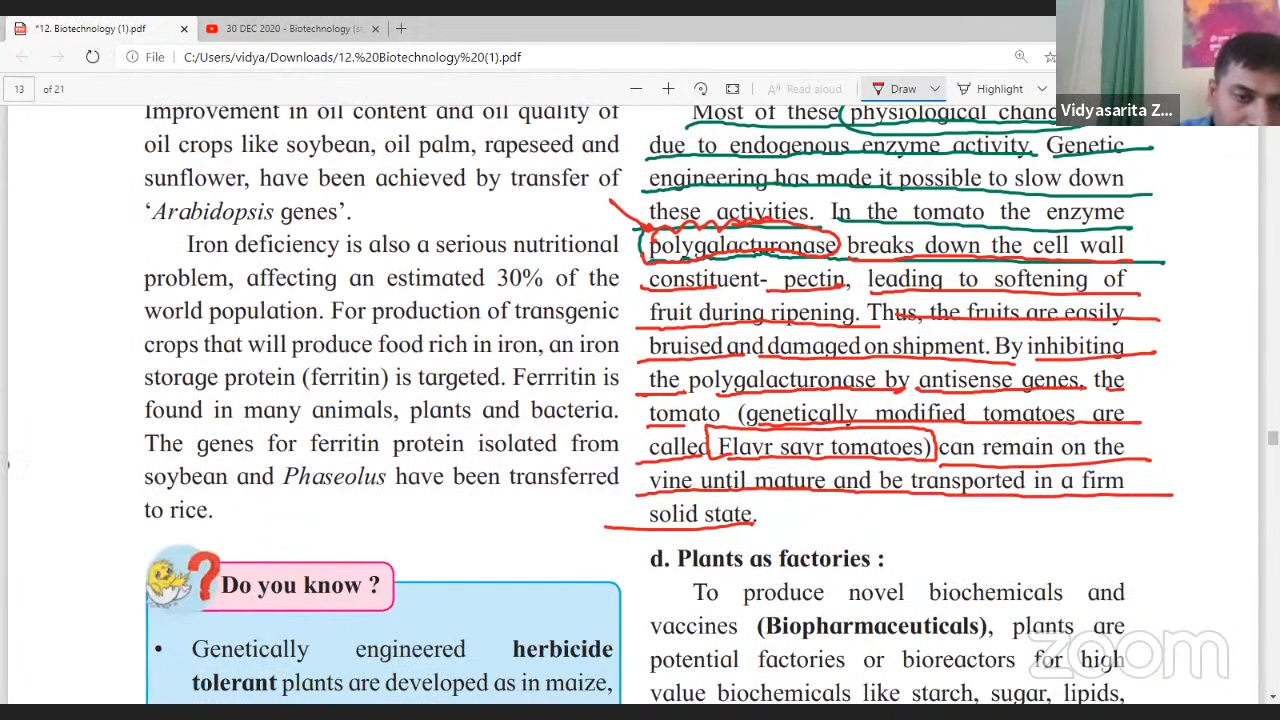 *12. Biotechnology (1).pdf
30 DEC 2020 - Biotechnology (s
File
C:/Users/vidya/Downloads/12.%20Biotechnology%20(1).pdf
13 of 21
Read aloud
Draw
Highlight
Vidyasarita Z...
Improvement in oil content and oil quality of
oil crops like soybean, oil palm, rapeseed and
sunflower, have been achieved by transfer of
‘Arabidopsis genes’.
Iron deficiency is also a serious nutritional
problem, affecting an estimated 30% of the
world population. For production of transgenic
crops that will produce food rich in iron, an iron
storage protein (ferritin) is targeted. Ferrritin is
found in many animals, plants and bacteria.
The genes for ferritin protein isolated from
soybean and Phaseolus have been transferred
to rice.
Do you know ?
• Genetically engineered herbicide
tolerant plants are developed as in maize,
Most of these physiological chang
due to endogenous enzyme activity. Genetic
engineering has made it possible to slow down
these activities. In the tomato the enzyme
polygalacturonase breaks down the cell wall
constituent- pectin, leading to softening of
fruit during ripening. Thus, the fruits are easily
bruised and damaged on shipment. By inhibiting
the polygalacturonase by antisense genes, the
tomato (genetically modified tomatoes are
called Flavr savr tomatoes) can remain on the
vine until mature and be transported in a firm
solid state.
d. Plants as factories :
To produce novel biochemicals and
vaccines (Biopharmaceuticals), plants are
potential factories or bioreactors for high
value biochemicals like starch, sugar, lipids,
zoom